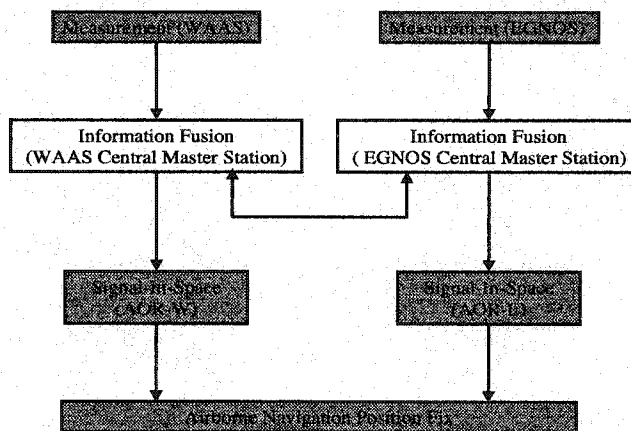 Measurement (WAAS)
Measurement (EGNOS)
Information Fusion
(WAAS Central Master Station)
Information Fusion
( EGNOS Central Master Station)
Signal-In-Space
(AOR-W)
Signal-In-Space
Airborne Navigation Position Fix